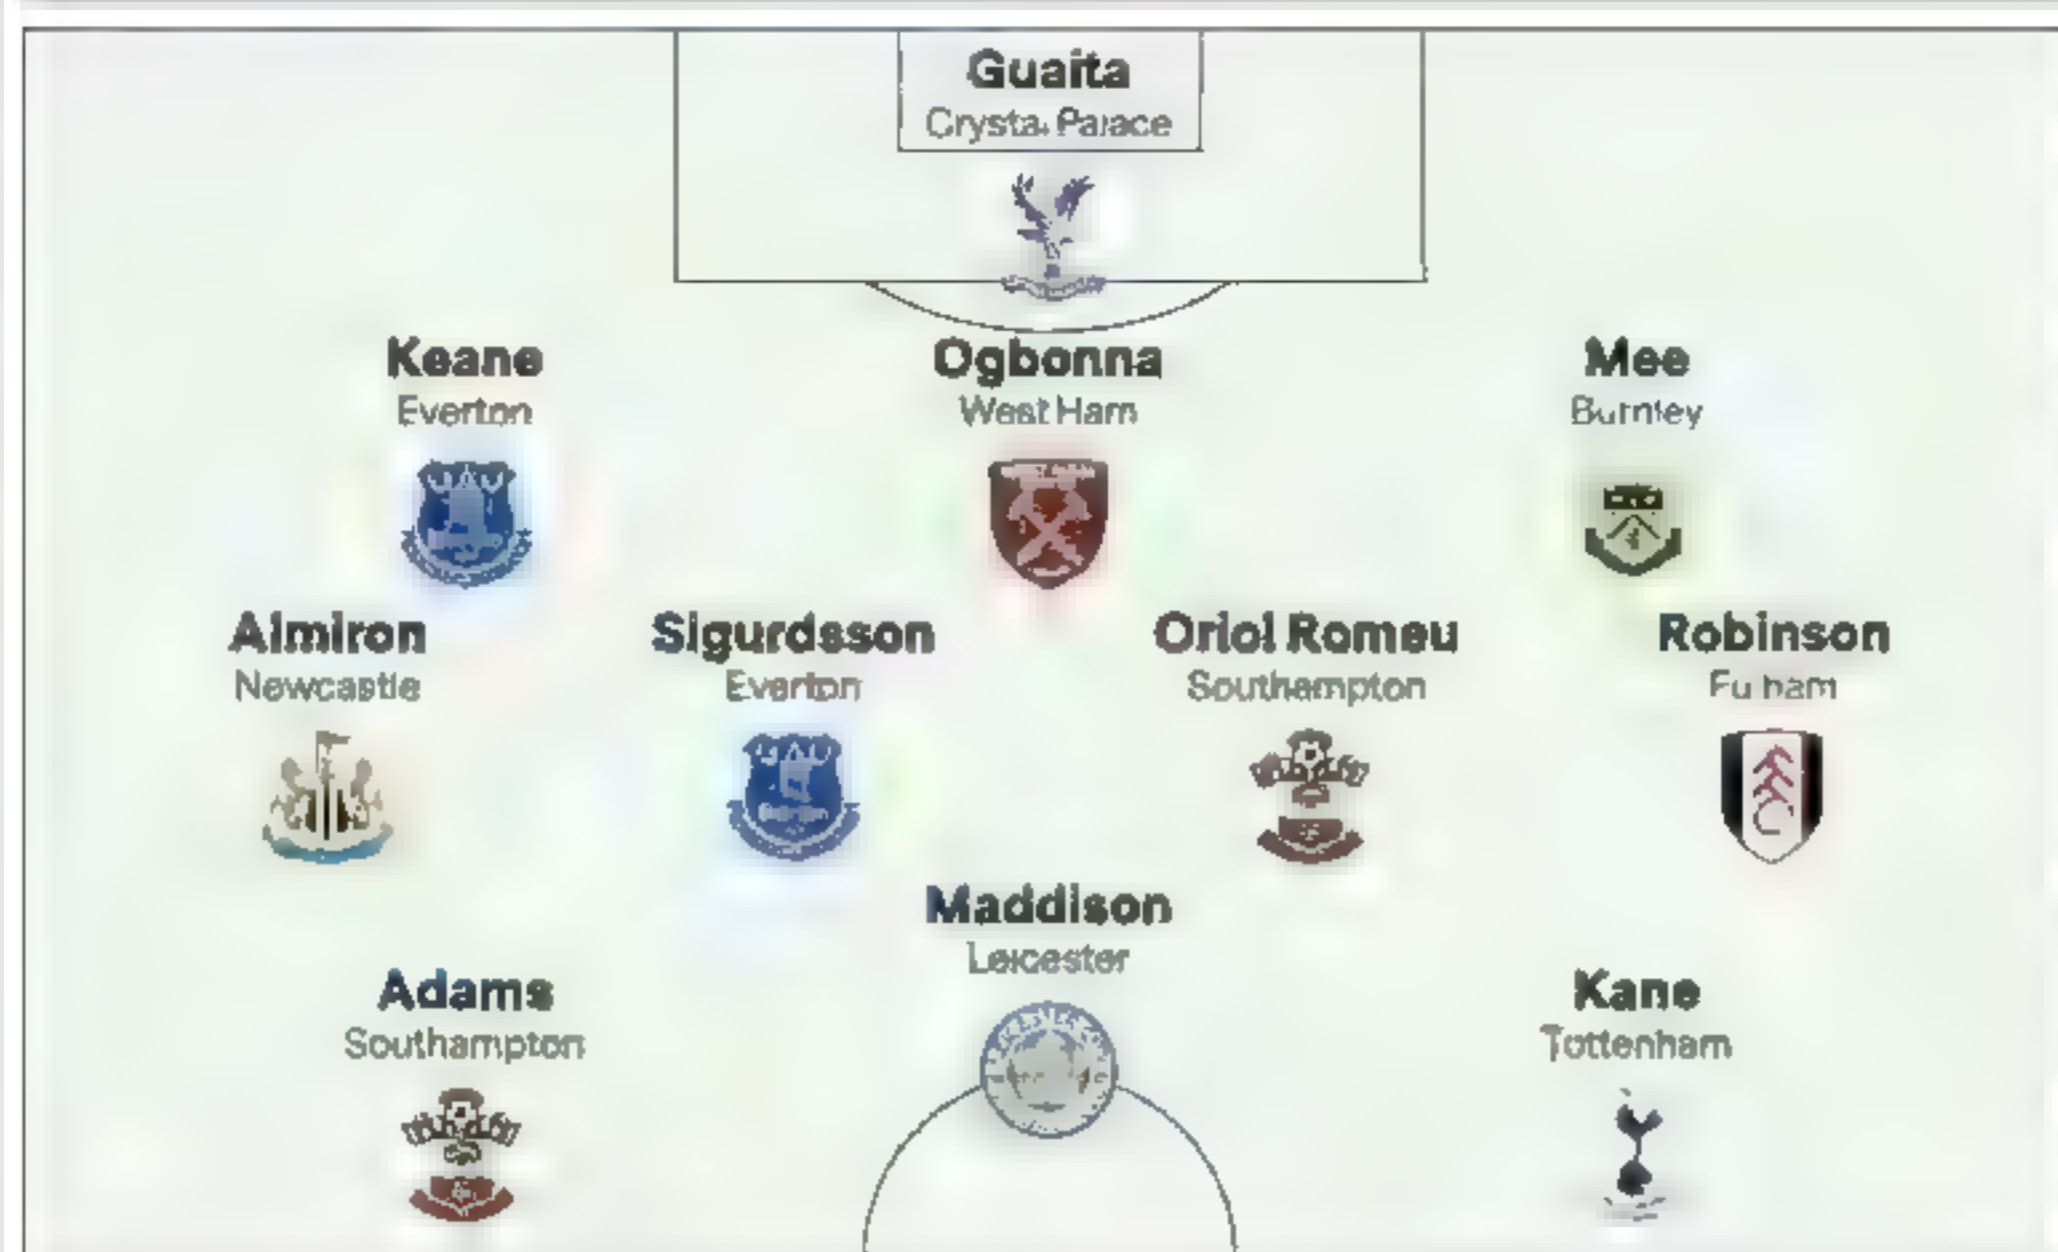 Guaita
Crystal Palace
Keane
Everton
Ogbonna
West Ham
Mee
Burnley
Almiron
Newcastle
Sigurdsson
Everton
Oriol Romeu
Southampton
Robinson
Fulham
Maddison
Leicester
Adams
Southampton
Kane
Tottenham